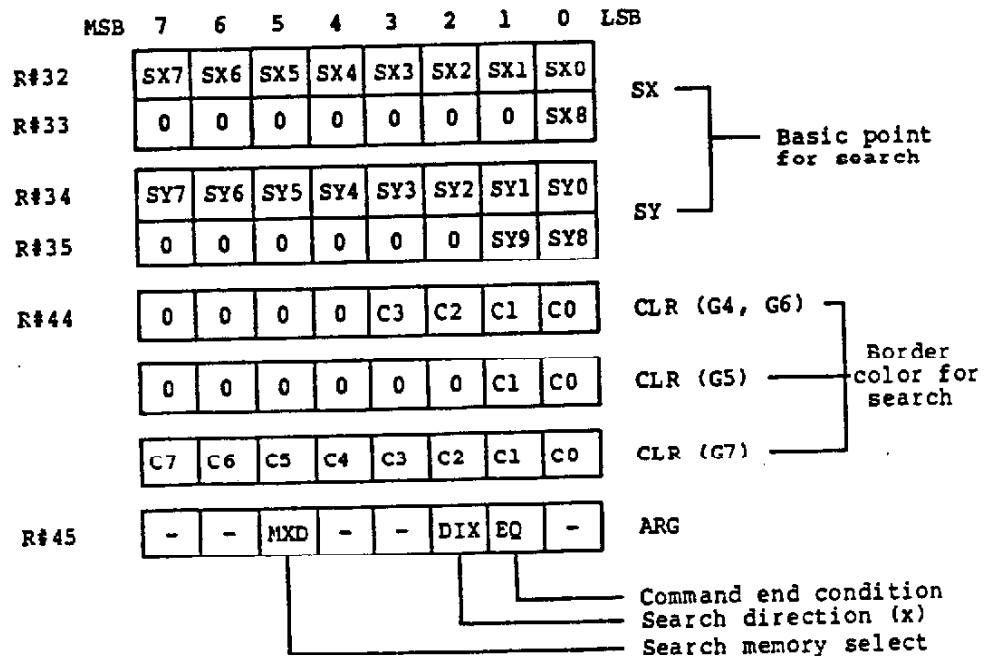 MSB 7 6 5 4 3 2 1 0 LSB
R#32 SX7 SX6 SX5 SX4 SX3 SX2 SX1 SX0
SX
R#33 0 0 0 0 0 0 0 SX8
Basic point
for search
R#34 SY7 SY6 SY5 SY4 SY3 SY2 SY1 SY0
SY
R#35 0 0 0 0 0 0 SY9 SY8
R#44 0 0 0 0 C3 C2 C1 C0 CLR (G4, G6)
0 0 0 0 0 0 C1 C0 CLR (G5)
Border
color for
search
C7 C6 C5 C4 C3 C2 C1 C0 CLR (G7)
R#45 - - MXD - - DIX EQ - ARG
Command end condition
Search direction (x)
Search memory select